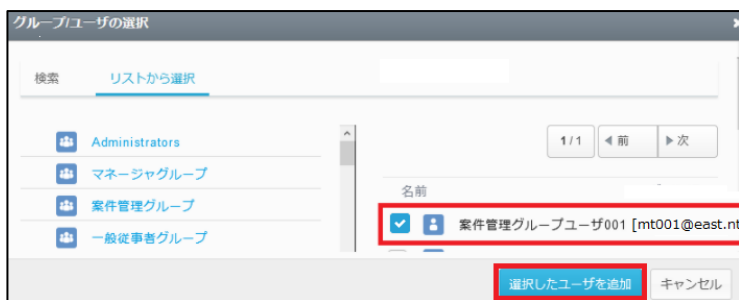 グループ/ユーザの選択
検索 リストから選択
Administrators
マネージャグループ
案件管理グループ
一般従事者グループ
1/1 ◀前 ▶次
名前
案件管理グループユーザ001 [mt001@east.nt
選択したユーザを追加 キャンセル